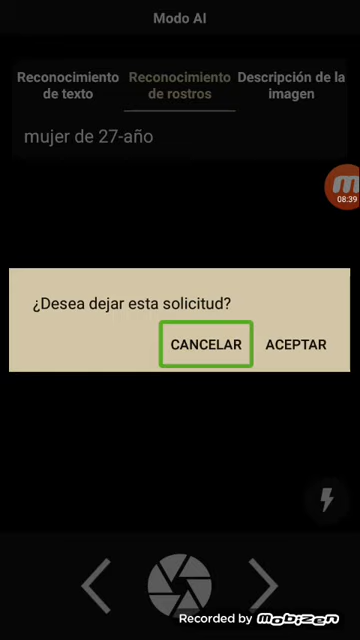 Modo AI
Reconocimiento de texto
Reconocimiento de rostros
Descripción de la imagen
mujer de 27-año
08:39
¿Desea dejar esta solicitud?
CANCELAR
ACEPTAR
Recorded by Mobizen